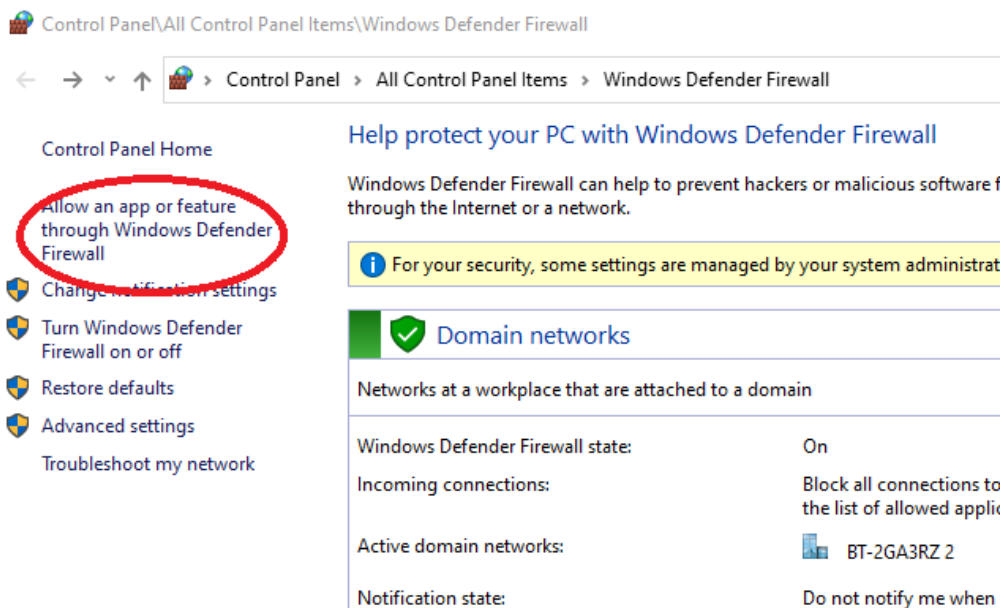 Control Panel\All Control Panel Items\Windows Defender Firewall
Control Panel > All Control Panel Items > Windows Defender Firewall
Control Panel Home
Allow an app or feature
through Windows Defender
Firewall
Change notification settings
Turn Windows Defender
Firewall on or off
Restore defaults
Advanced settings
Troubleshoot my network
Help protect your PC with Windows Defender Firewall
Windows Defender Firewall can help to prevent hackers or malicious software
through the Internet or a network.
For your security, some settings are managed by your system
Domain networks
Networks at a workplace that are attached to a domain
Windows Defender Firewall state: On
Incoming connections: Block all connections to
the list of allowed
Active domain networks: BT-2GA3RZ 2
Notification state: Do not notify me when